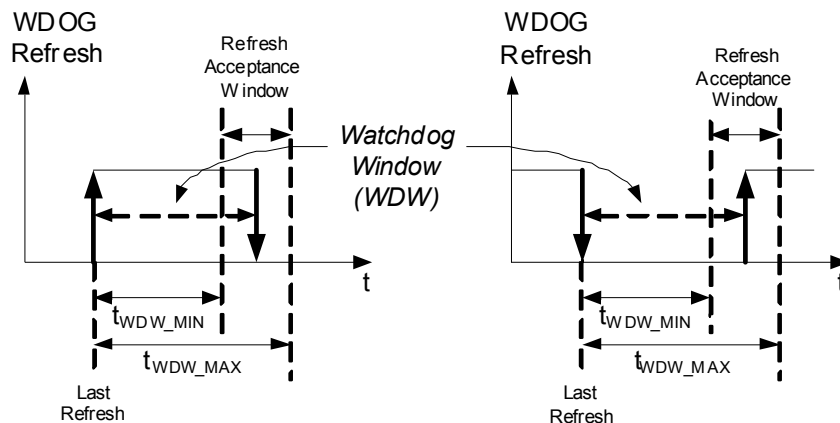 WDOG
Refresh
Refresh
Acceptance
Window
t
tWDW_MIN
tWDW_MAX
Last
Refresh
Watchdog
Window
(WDW)
WDOG
Refresh
Refresh
Acceptance
Window
t
tWDW_MIN
tWDW_MAX
Last
Refresh